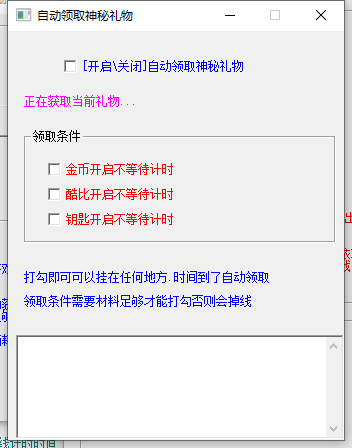 自动领取神秘礼物
[开启\关闭]自动领取神秘礼物
正在获取当前礼物...
领取条件
金币开启不等待计时
酷比开启不等待计时
钥匙开启不等待计时
打勾即可可以挂在任何地方.时间到了自动领取
领取条件需要材料足够才能打勾否则会掉线